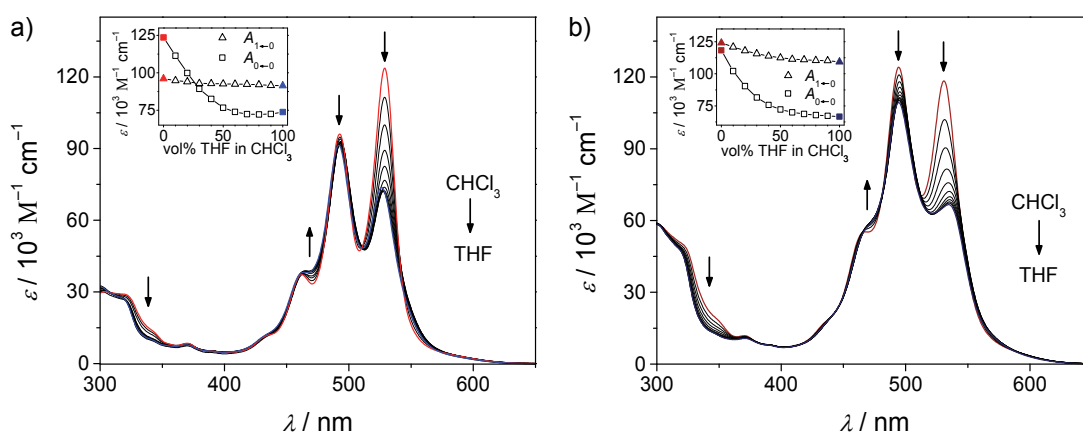 a)
ε / 10³ M⁻¹ cm⁻¹
120
90
60
30
0
300 400 500 600
λ / nm
CHCl₃
THF
ε / 10³ M⁻¹ cm⁻¹
125
100
75
0 50 100
vol% THF in CHCl₃
A₁←₀
A₀←₀
b)
ε / 10³ M⁻¹ cm⁻¹
120
90
60
30
0
300 400 500 600
λ / nm
CHCl₃
THF
ε / 10³ M⁻¹ cm⁻¹
125
100
75
0 50 100
vol% THF in CHCl₃
A₁←₀
A₀←₀